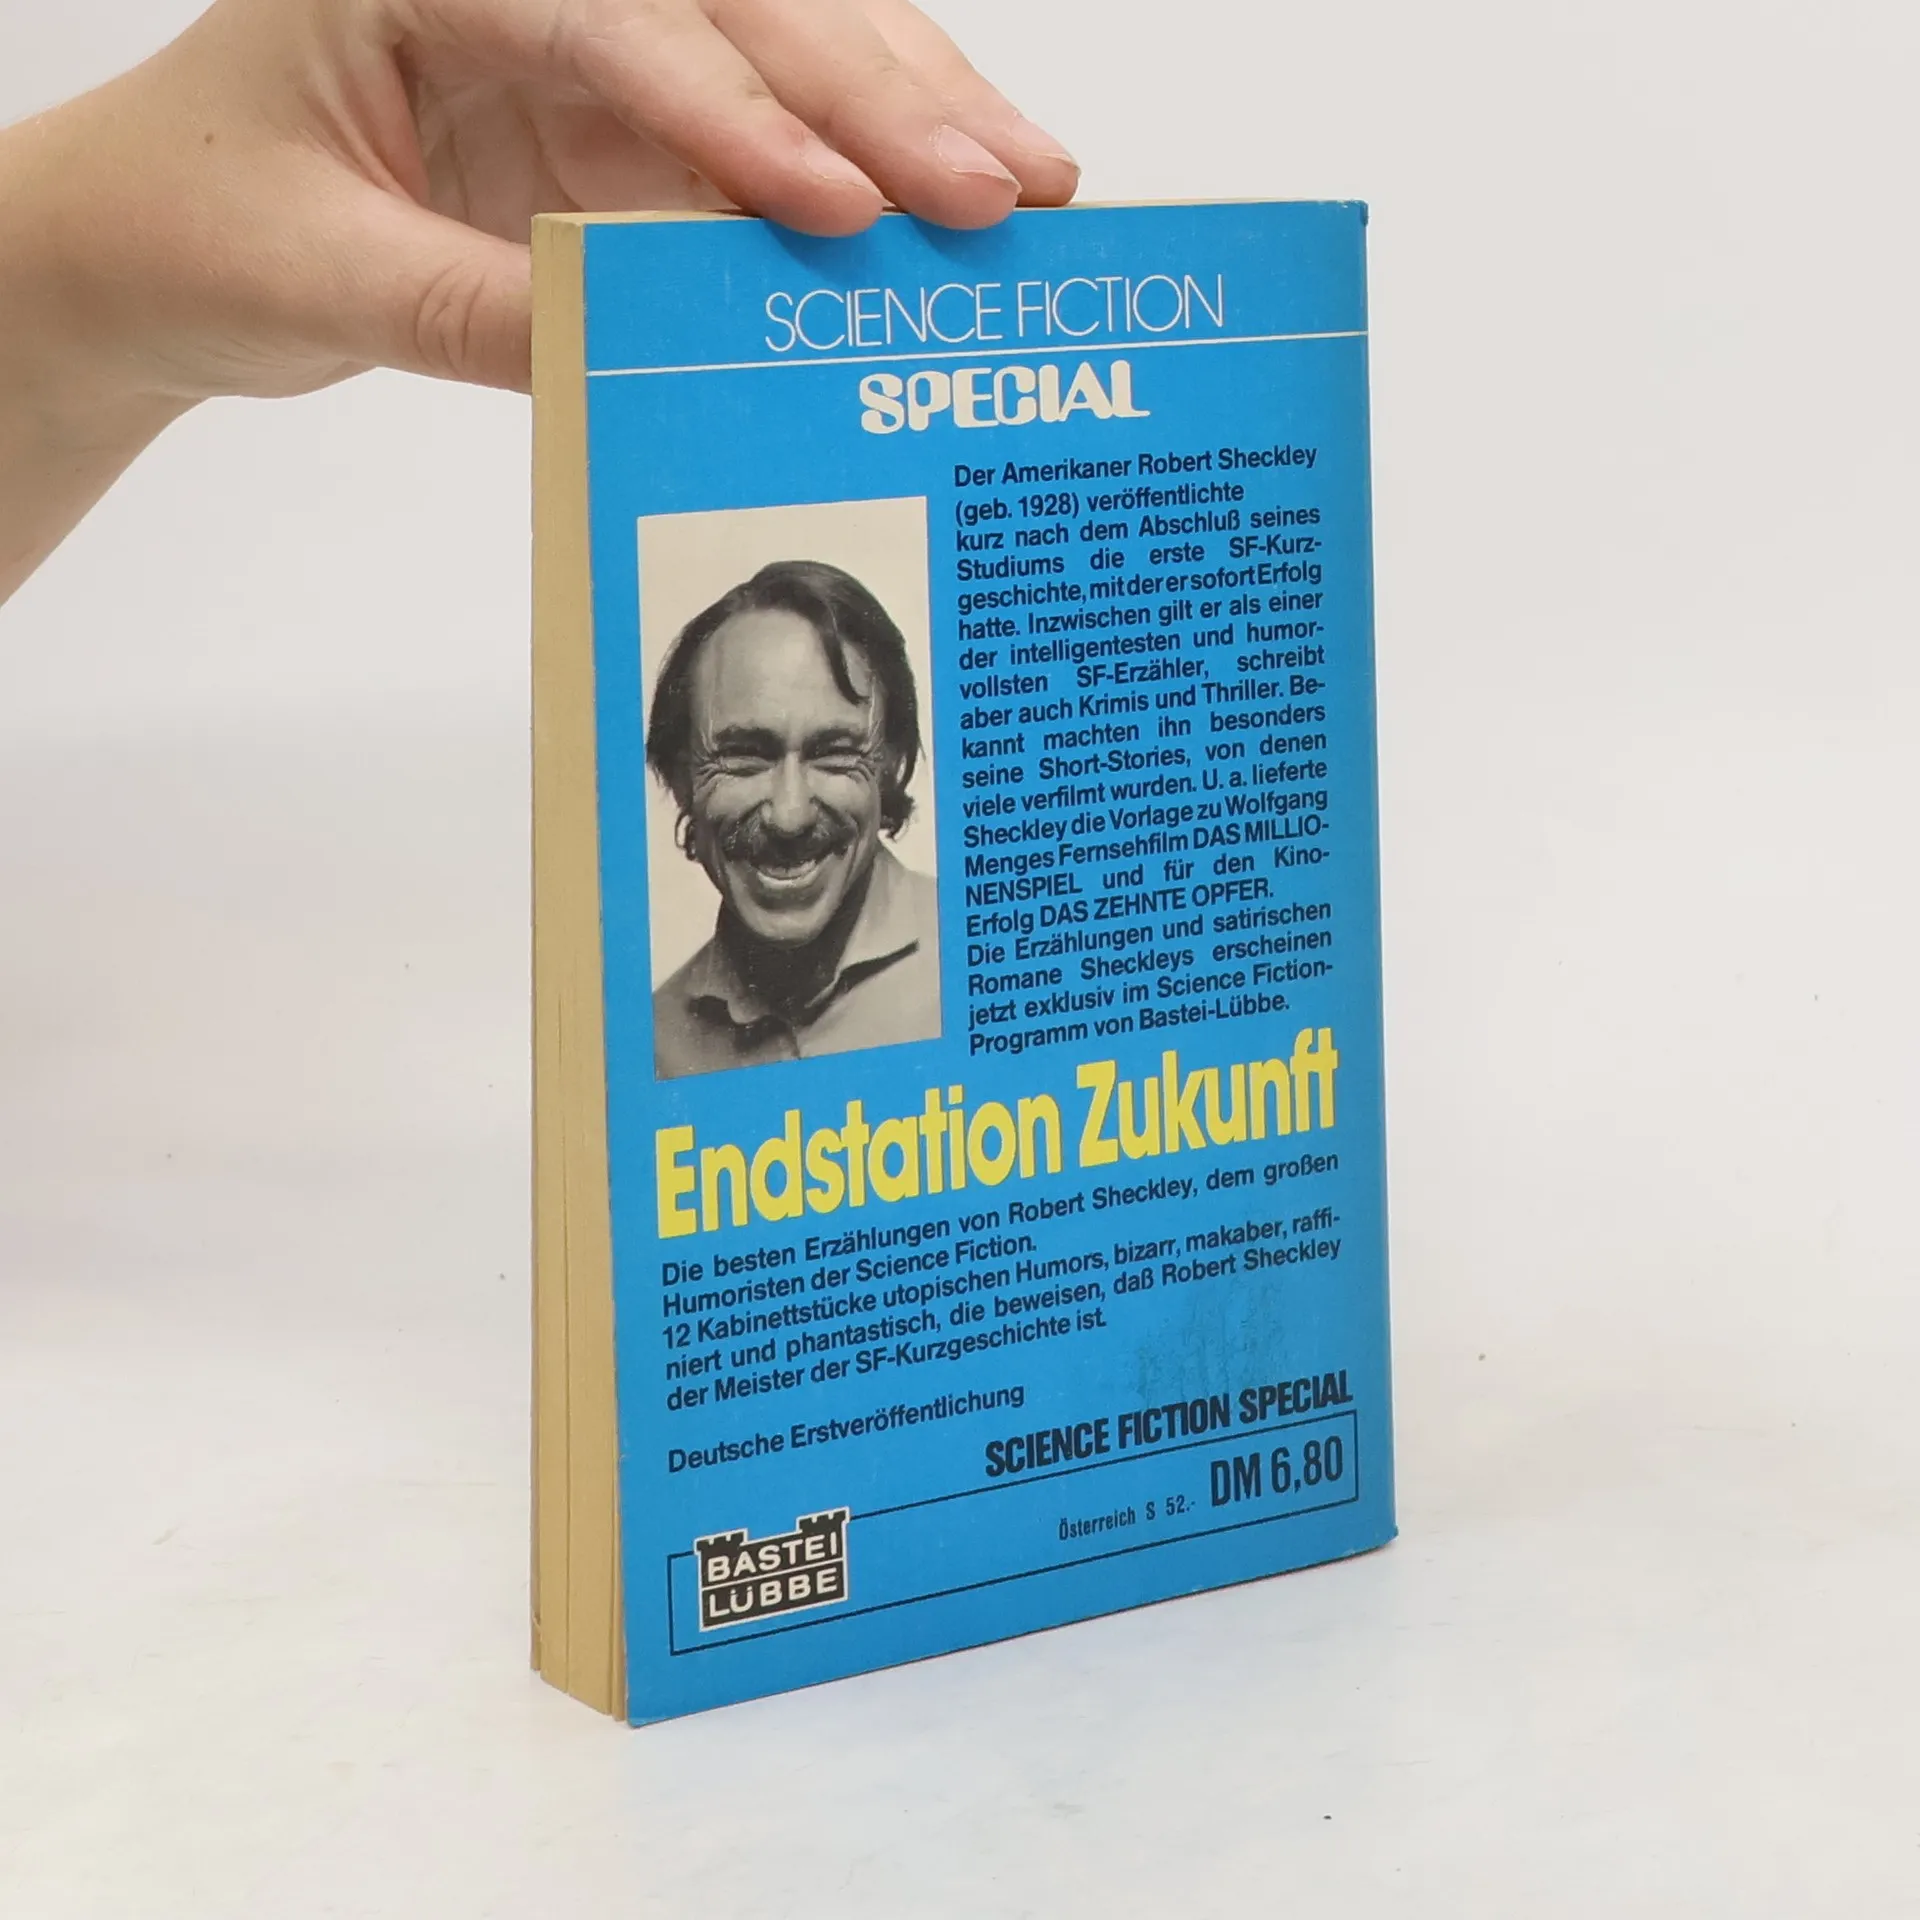 SCIENCE FICTION
SPECIAL
Der Amerikaner Robert Sheckley
(geb. 1928) veröffentlichte
kurz nach dem Abschluß seines
Studiums die erste SF-Kurz-
geschichte, mit der er sofort Erfolg
hatte. Inzwischen gilt er als einer
der intelligentesten und humor-
vollsten SF-Erzähler, schreibt
aber auch Krimis und Thriller. Be-
kannt machten ihn besonders
seine Short-Stories, von denen
viele verfilmt wurden. U. a. lieferte
Sheckley die Vorlage zu Wolfgang
Menges Fernsehfilm DAS MILLIO-
NENSPIEL und für den Kino-
Erfolg DAS ZEHNTE OPFER.
Die Erzählungen und satirischen
Romane Sheckleys erscheinen
jetzt exklusiv im Science Fiction-
Programm von Bastei-Lübbe.
Endstation Zukunft
Die besten Erzählungen von Robert Sheckley, dem großen
Humoristen der Science Fiction.
12 Kabinettstücke utopischen Humors, bizarr, makaber, raffi-
niert und phantastisch, die beweisen, daß Robert Sheckley
der Meister der SF-Kurzgeschichte ist.
Deutsche Erstveröffentlichung
SCIENCE FICTION SPECIAL
Österreich S 52.- DM 6,80
BASTEI
LÜBBE